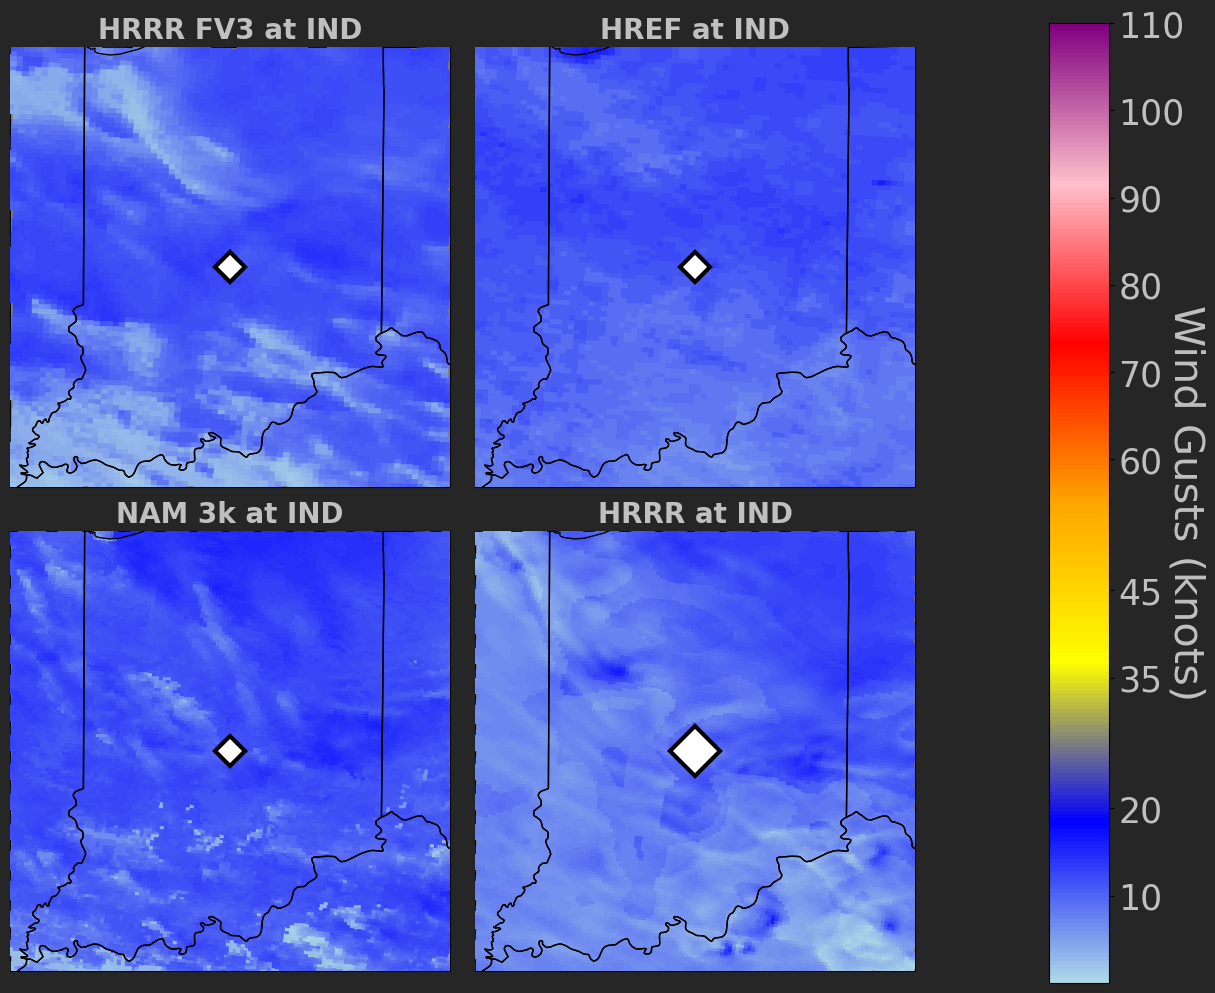 HRRR FV3 at IND
HREF at IND
NAM 3k at IND
HRRR at IND
110
100
90
80
70
60
45
35
20
10
Wind Gusts (knots)